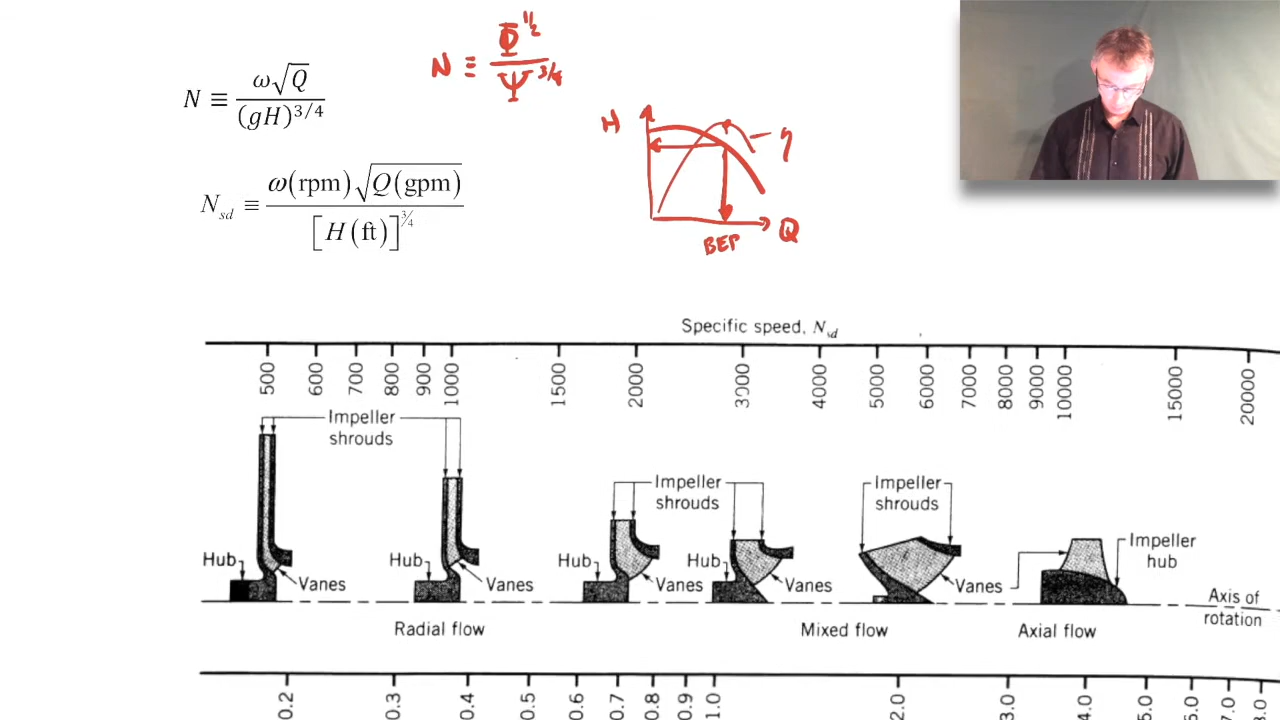 N ≡ ω√Q / (gH)^3/4
N ≡ Φ^1/2 / Ψ^3/4
H
η
BEP
Q
N_sd ≡ ω(rpm)√Q(gpm) / [H(ft)]^3/4
Specific speed, N_sd
500 600 700 800 900 1000 1500 2000 3000 4000 5000 6000 7000 8000 9000 10000 15000 20000
Impeller shrouds
Impeller shrouds
Impeller shrouds
Impeller hub
Hub
Vanes
Hub
Vanes
Hub
Vanes
Hub
Vanes
Vanes
Axis of rotation
Radial flow
Mixed flow
Axial flow
0.2 0.3 0.4 0.5 0.6 0.7 0.8 0.9 1.0 2.0 3.0 4.0 5.0